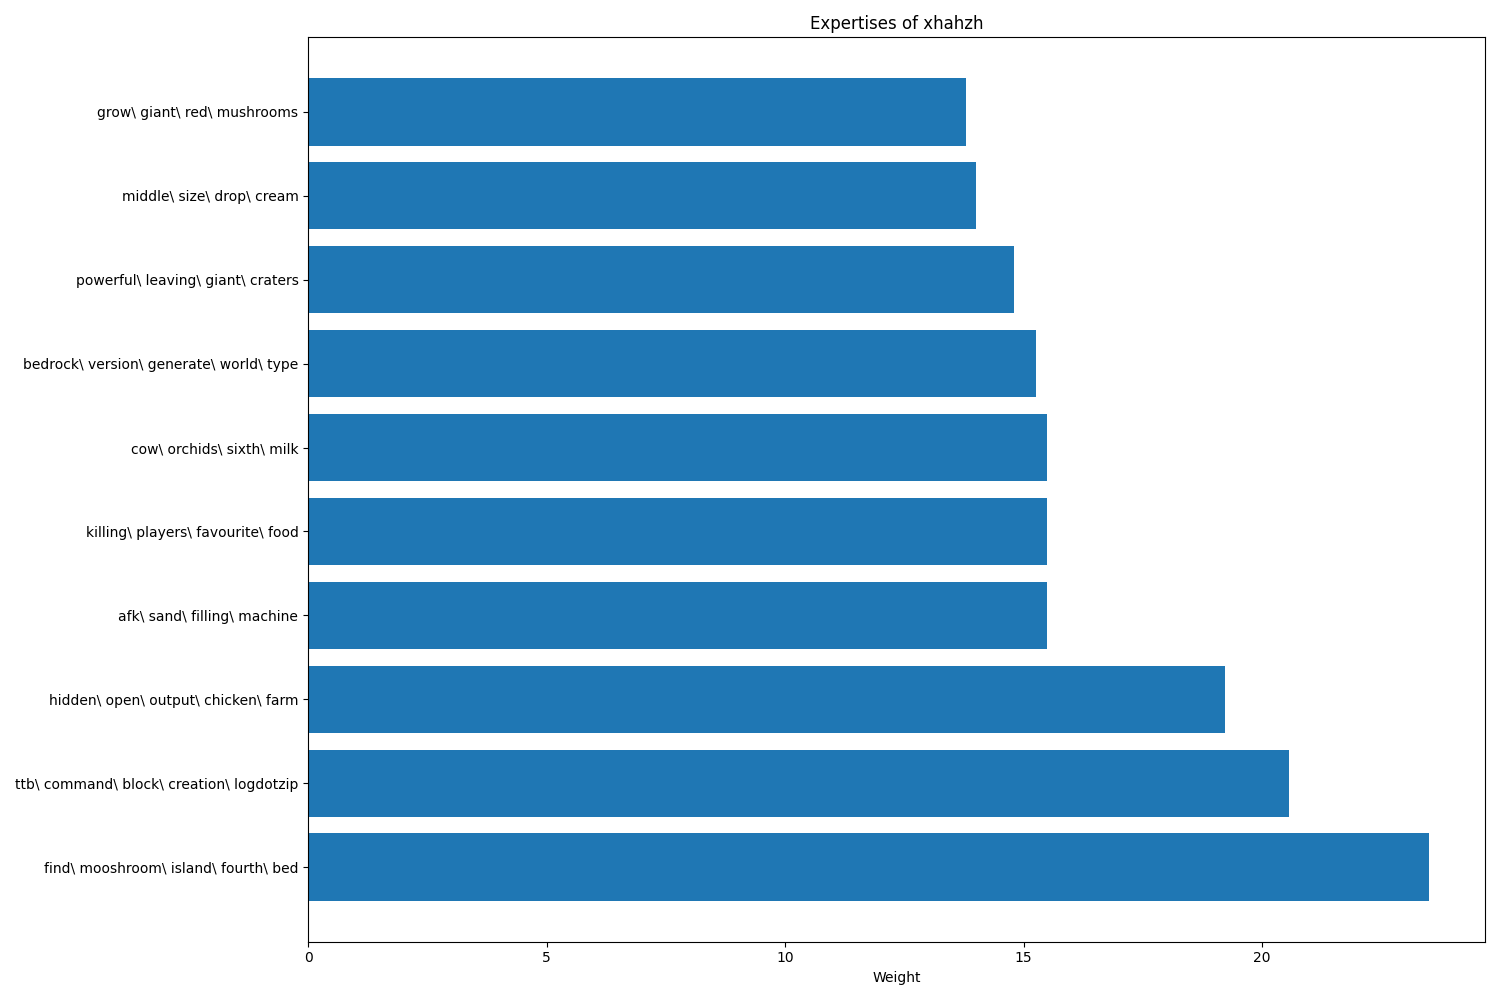 Expertises of xhahzh
grow\ giant\ red\ mushrooms
middle\ size\ drop\ cream
powerful\ leaving\ giant\ craters
bedrock\ version\ generate\ world\ type
cow\ orchids\ sixth\ milk
killing\ players\ favourite\ food
afk\ sand\ filling\ machine
hidden\ open\ output\ chicken\ farm
ttb\ command\ block\ creation\ logdotzip
find\ mooshroom\ island\ fourth\ bed
0 5 10 15 20
Weight